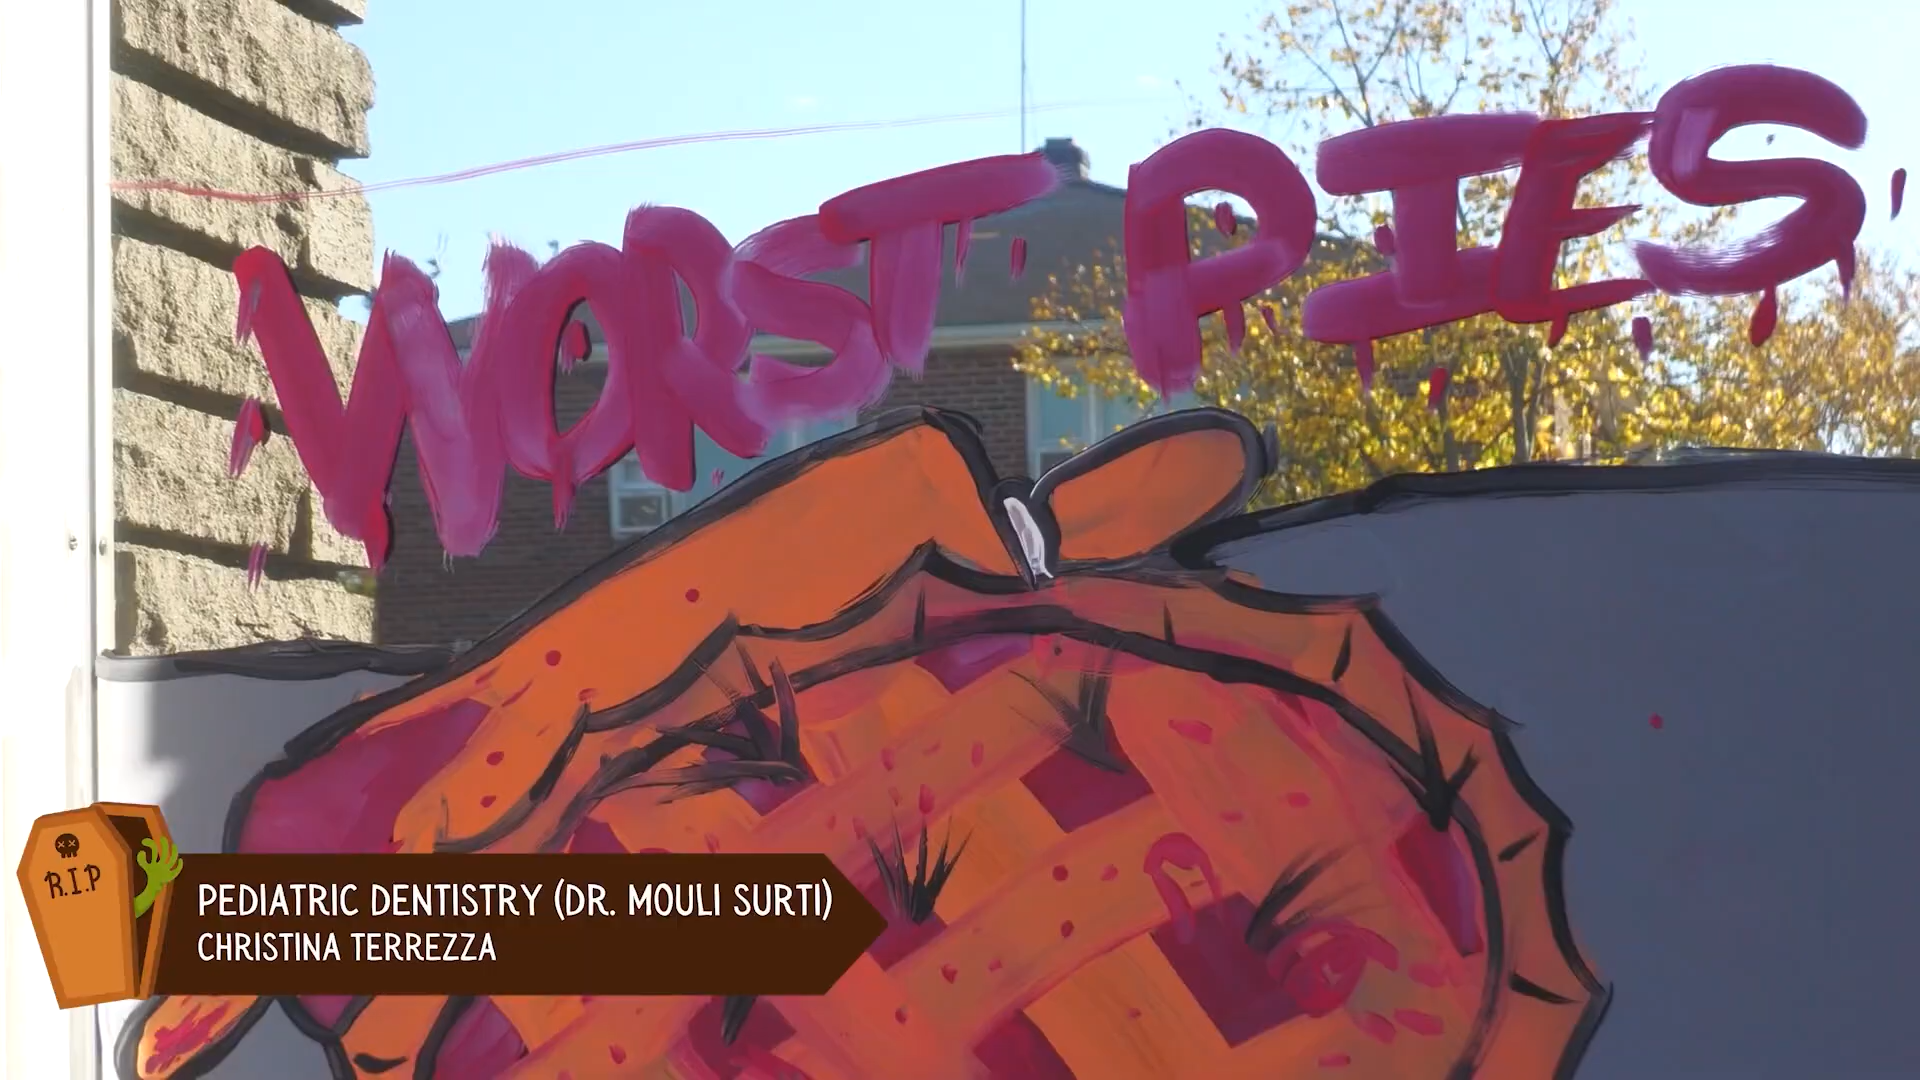 WORST PIES
R.I.P
PEDIATRIC DENTISTRY (DR. MOULI SURTI)
CHRISTINA TERREZZA